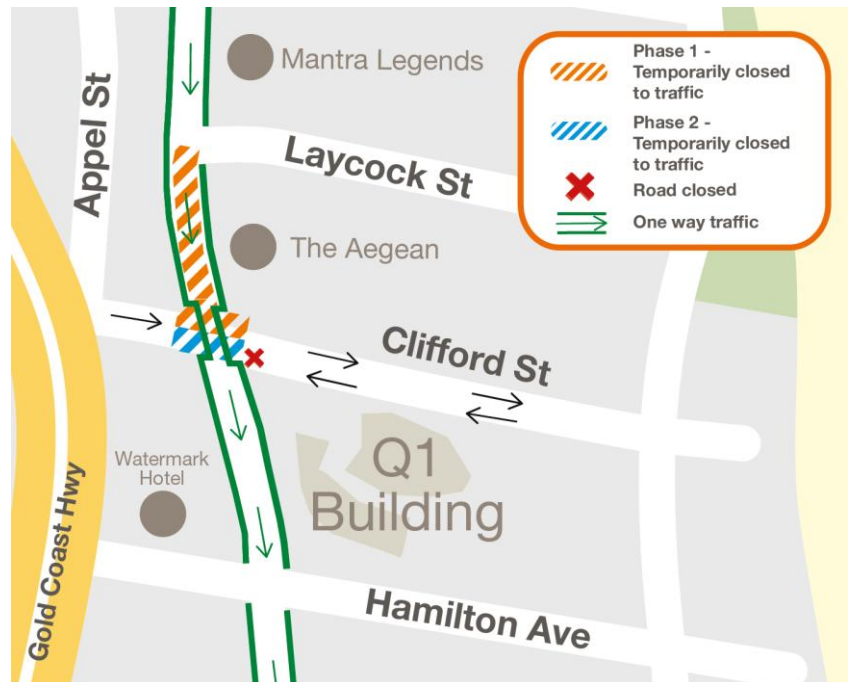 Mantra Legends
Phase 1 -
Temporarily closed
to traffic
Phase 2 -
Temporarily closed
to traffic
Road closed
One way traffic
Appel St
Laycock St
The Aegean
Clifford St
Q1
Building
Watermark
Hotel
Gold Coast Hwy
Hamilton Ave